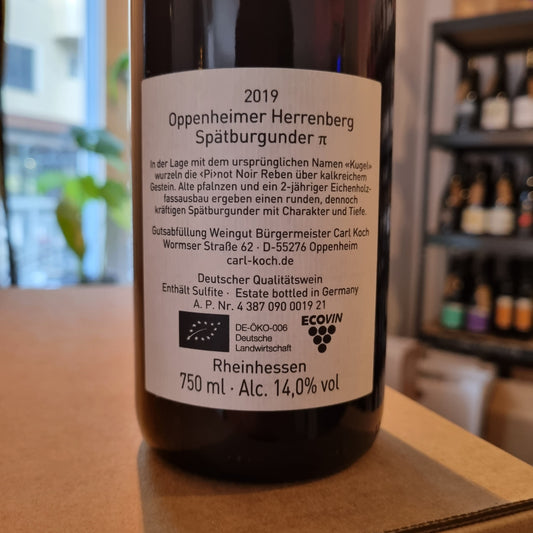 2019
Oppenheimer Herrenberg
Spätburgunder π
In der Lage mit dem ursprünglichen Namen «Kugel»
wurzeln die ‹Pi›not Noir Reben über kalkreichem
Gestein. Alte pfalnzen und ein 2-jähriger Eichenholz-
fassausbau ergeben einen runden, dennoch
kräftigen Spätburgunder mit Charakter und Tiefe.
Gutsabfüllung Weingut Bürgermeister Carl Koch
Wormser Straße 62 · D-55276 Oppenheim
carl-koch.de
Deutscher Qualitätswein
Enthält Sulfite · Estate bottled in Germany
A. P. Nr. 4 387 090 0019 21
DE-ÖKO-006
Deutsche
Landwirtschaft
ECOVIN
Rheinhessen
750 ml · Alc. 14,0% vol